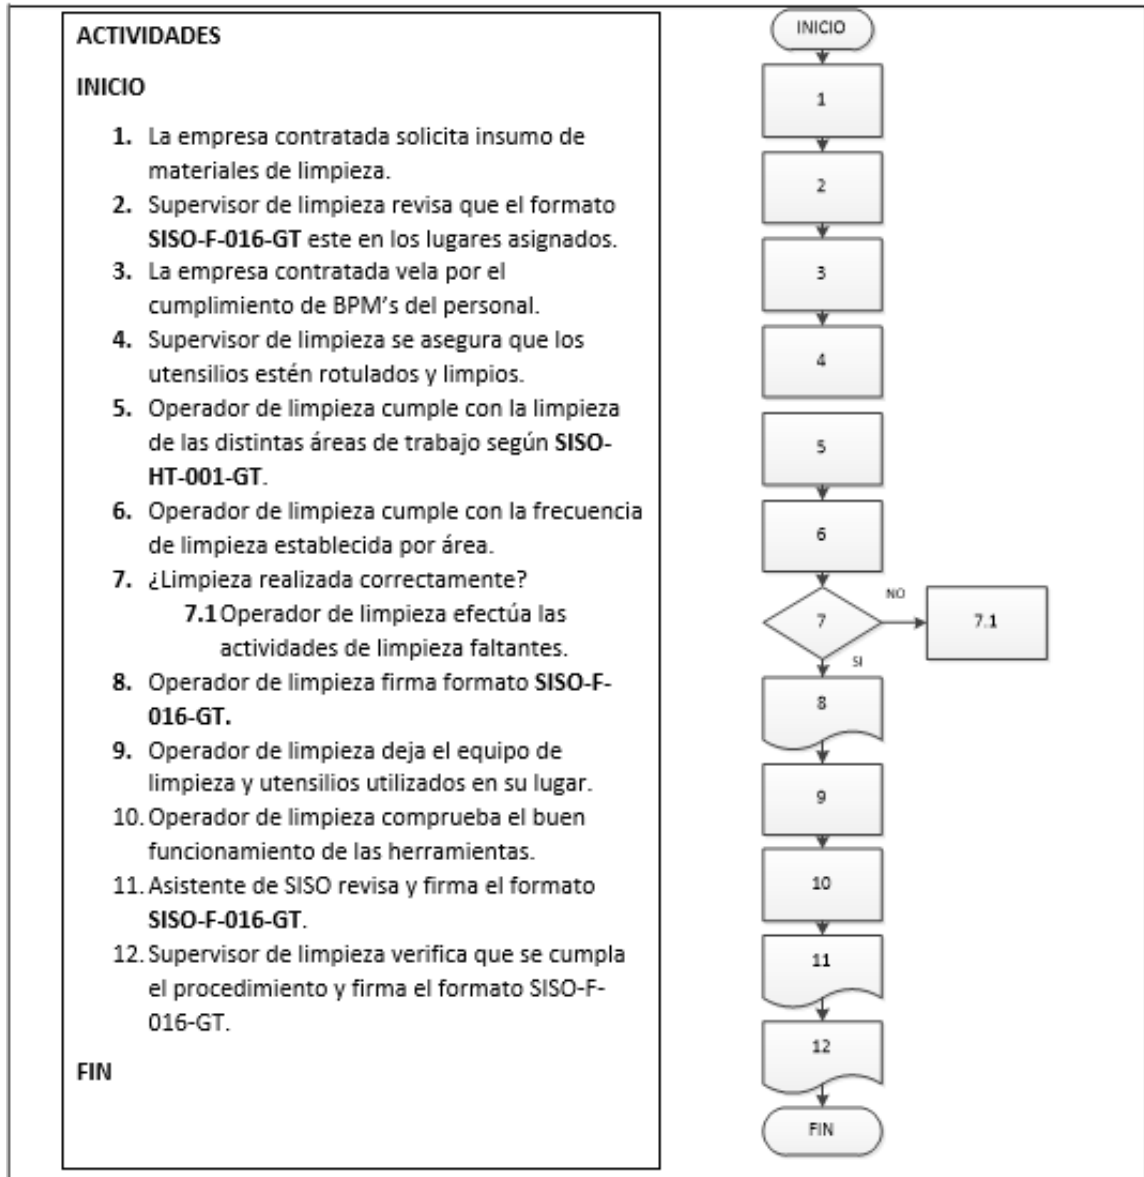 ACTIVIDADES
INICIO
1. La empresa contratada solicita insumo de
materiales de limpieza.
2. Supervisor de limpieza revisa que el formato
SISO-F-016-GT este en los lugares asignados.
3. La empresa contratada vela por el
cumplimiento de BPM's del personal.
4. Supervisor de limpieza se asegura que los
utensilios estén rotulados y limpios.
5. Operador de limpieza cumple con la limpieza
de las distintas áreas de trabajo según SISO-
HT-001-GT.
6. Operador de limpieza cumple con la frecuencia
de limpieza establecida por área.
7. ¿Limpieza realizada correctamente?
7.1 Operador de limpieza efectúa las
actividades de limpieza faltantes.
8. Operador de limpieza firma formato SISO-F-
016-GT.
9. Operador de limpieza deja el equipo de
limpieza y utensilios utilizados en su lugar.
10. Operador de limpieza comprueba el buen
funcionamiento de las herramientas.
11. Asistente de SISO revisa y firma el formato
SISO-F-016-GT.
12. Supervisor de limpieza verifica que se cumpla
el procedimiento y firma el formato SISO-F-
016-GT.
FIN
INICIO
1
2
3
4
5
6
7
NO
7.1
SI
8
9
10
11
12
FIN